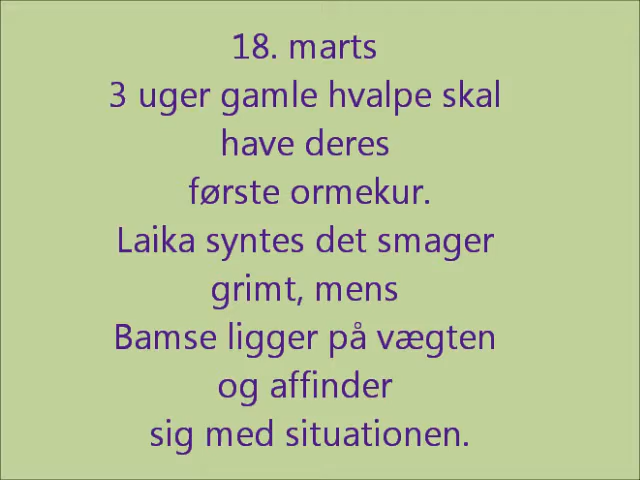 18. marts
3 uger gamle hvalpe skal
have deres
første ormekur.
Laika syntes det smager
grimt, mens
Bamse ligger på vægten
og affinder
sig med situationen.